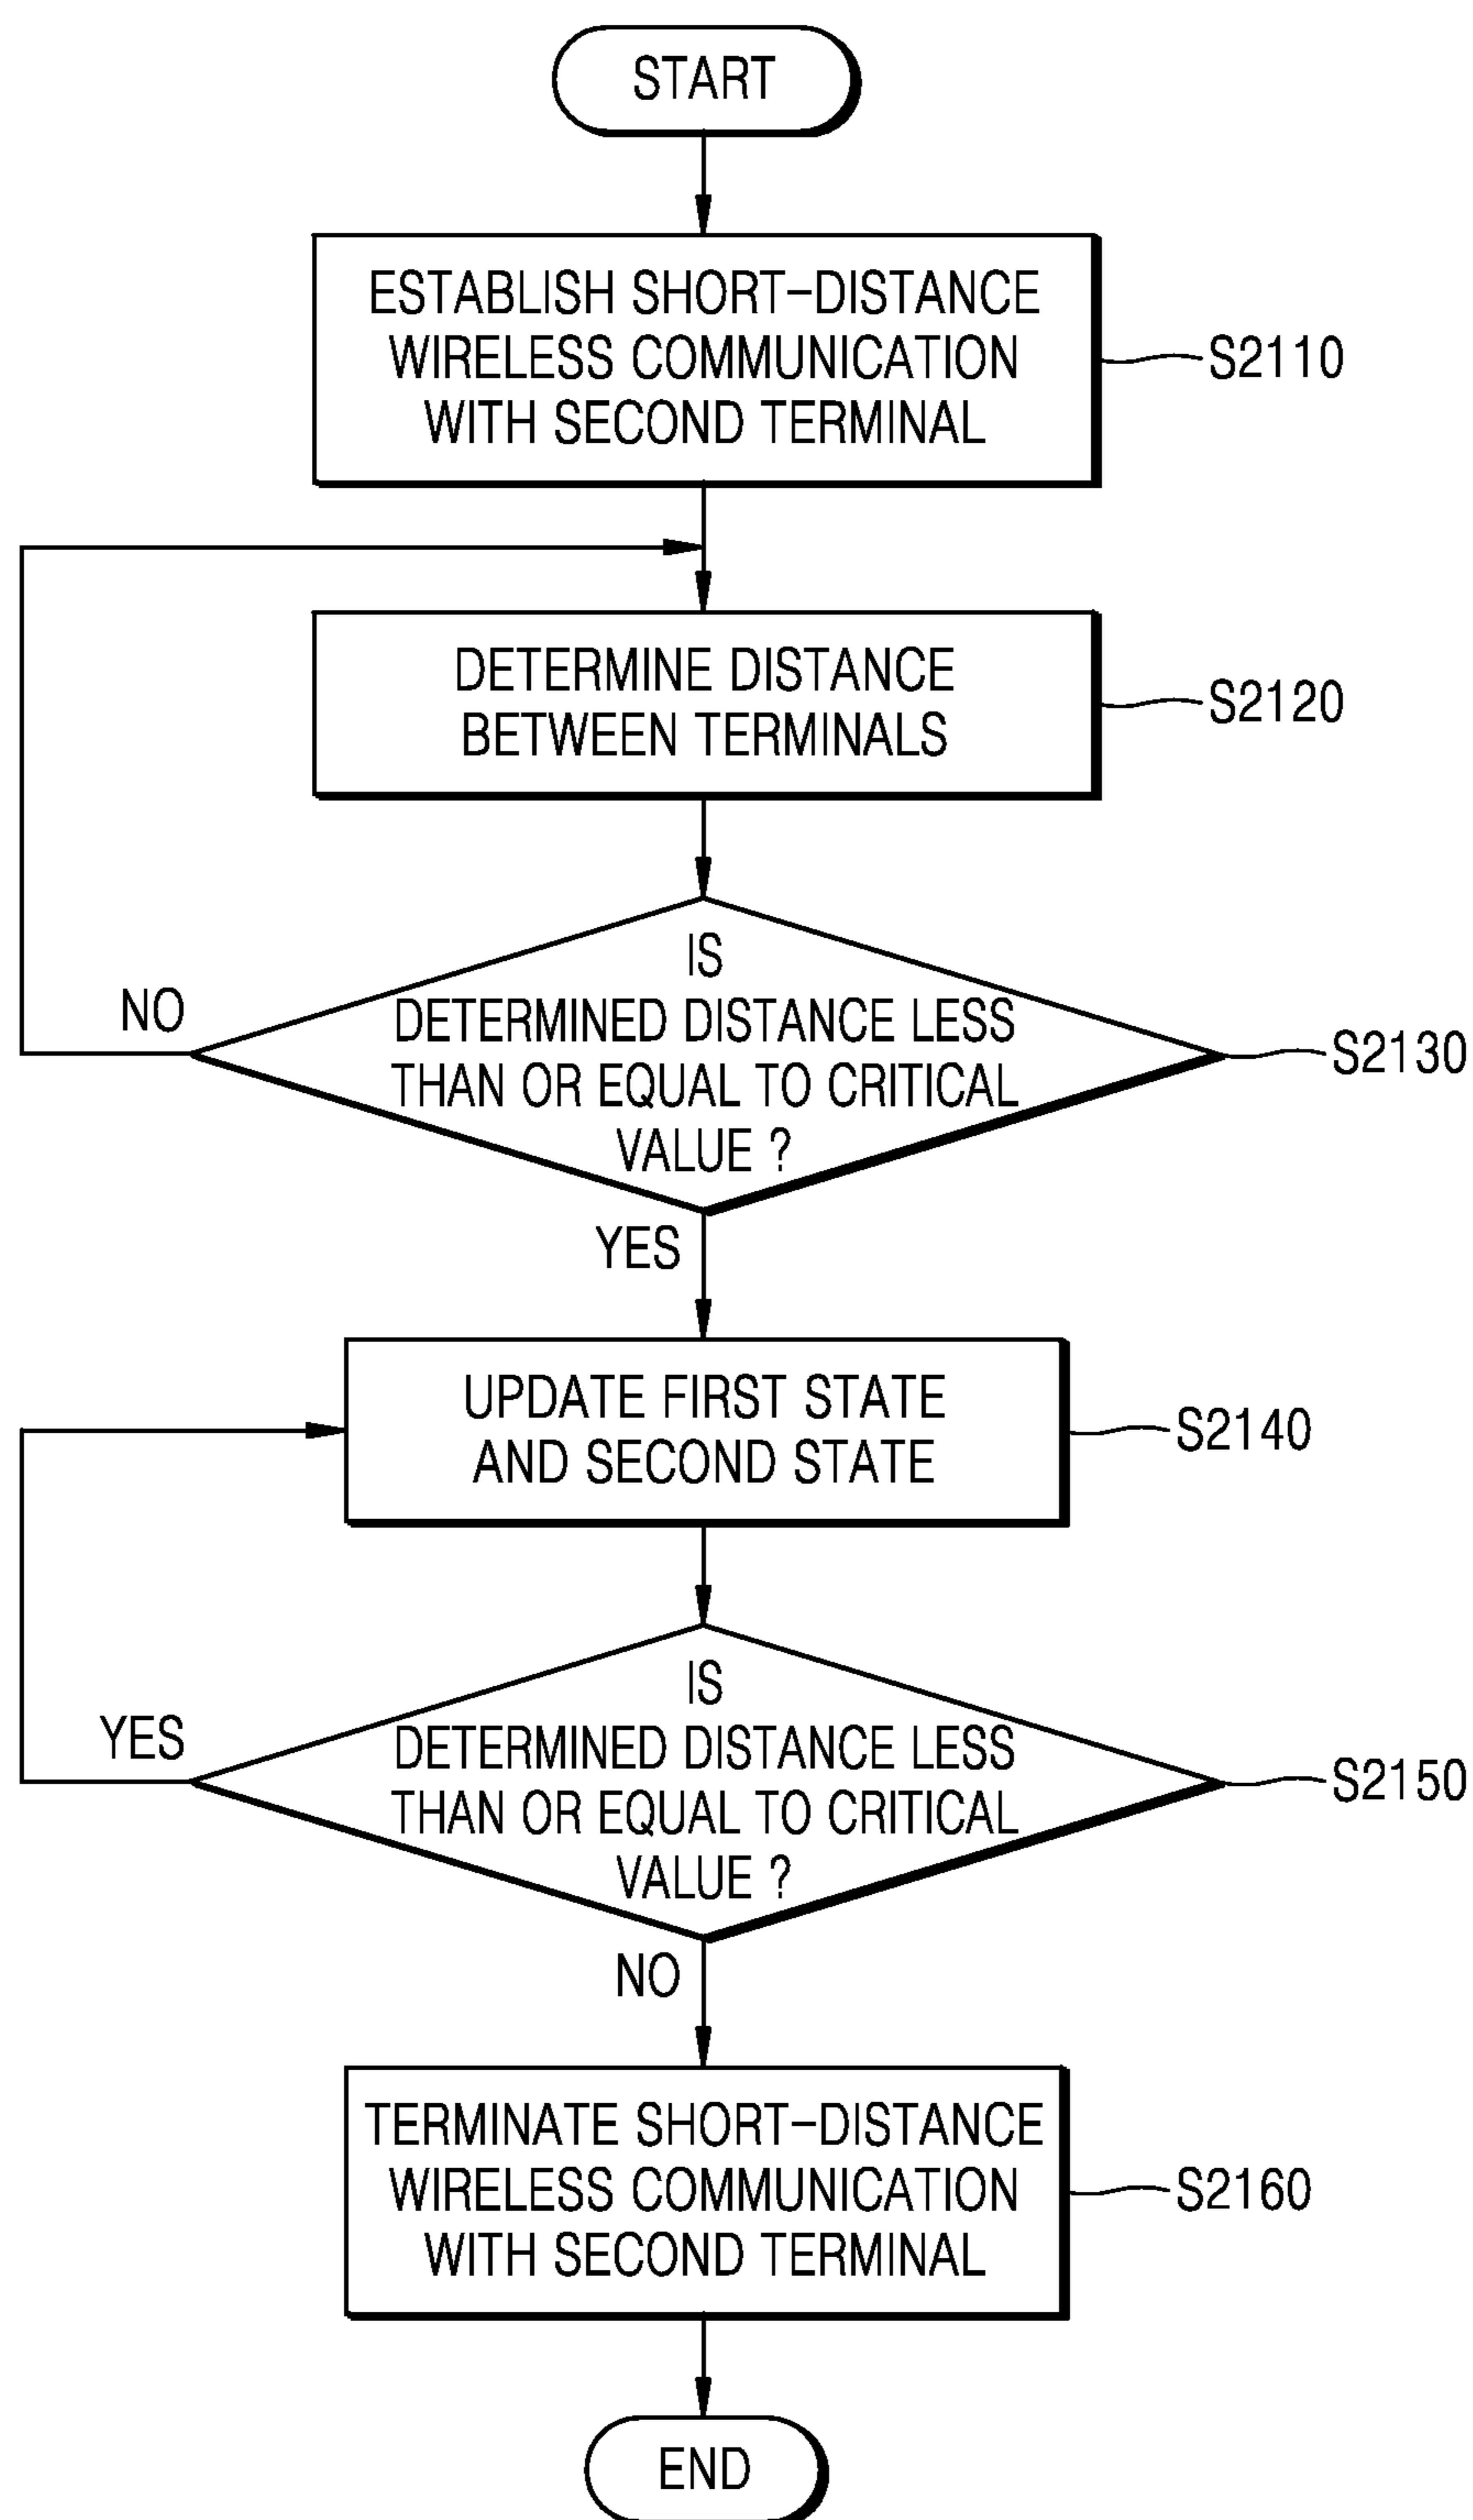 START
ESTABLISH SHORT-DISTANCE
WIRELESS COMMUNICATION
WITH SECOND TERMINAL
S2110
DETERMINE DISTANCE
BETWEEN TERMINALS
S2120
IS
DETERMINED DISTANCE LESS
THAN OR EQUAL TO CRITICAL
VALUE ?
S2130
NO
YES
UPDATE FIRST STATE
AND SECOND STATE
S2140
IS
DETERMINED DISTANCE LESS
THAN OR EQUAL TO CRITICAL
VALUE ?
S2150
YES
NO
TERMINATE SHORT-DISTANCE
WIRELESS COMMUNICATION
WITH SECOND TERMINAL
S2160
END